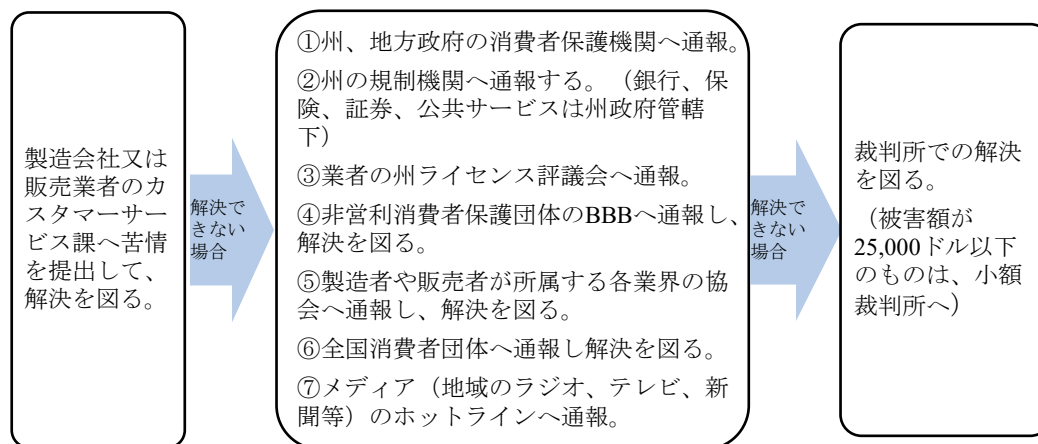 製造会社又は
販売業者のカ
スタマーサー
ビス課へ苦情
を提出して、
解決を図る。
解決で
きない
場合
①州、地方政府の消費者保護機関へ通報。
②州の規制機関へ通報する。（銀行、保
険、証券、公共サービスは州政府管轄
下）
③業者の州ライセンス評議会へ通報。
④非営利消費者保護団体のBBBへ通報し、
解決を図る。
⑤製造者や販売者が所属する各業界の協
会へ通報し、解決を図る。
⑥全国消費者団体へ通報し解決を図る。
⑦メディア（地域のラジオ、テレビ、新
聞等）のホットラインへ通報。
解決で
きない
場合
裁判所での解決
を図る。
（被害額が
25,000ドル以下
のものは、小額
裁判所へ）